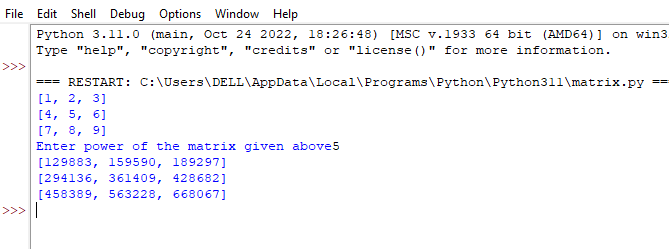 File Edit Shell Debug Options Window Help
Python 3.11.0 (main, Oct 24 2022, 18:26:48) [MSC v.1933 64 bit (AMD64)] on win3
Type "help", "copyright", "credits" or "license()" for more information.
>>>
=== RESTART: C:\Users\DELL\AppData\Local\Programs\Python\Python311\matrix.py ===
[1, 2, 3]
[4, 5, 6]
[7, 8, 9]
Enter power of the matrix given above5
[129883, 159590, 189297]
[294136, 361409, 428682]
[458389, 563228, 668067]
>>>